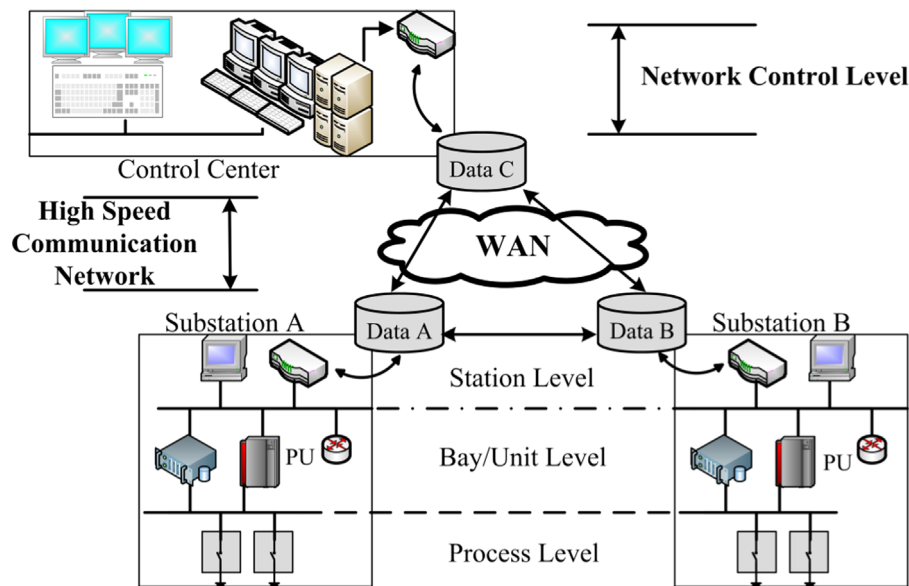 Network Control Level
Data C
Control Center
High Speed
Communication
Network
WAN
Substation A
Data A
Data B
Substation B
Station Level
PU
Bay/Unit Level
PU
Process Level